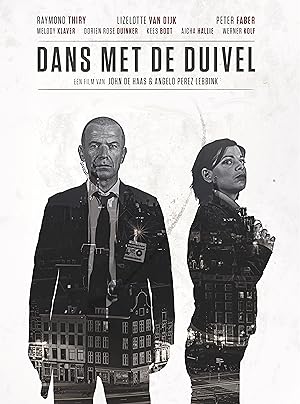 RAYMOND THIRY LIZELOTTE VAN DIJK PETER FABER
MELODY KLAVER DORIEN ROSE DUINKER KEES BOOT AICHA HALLIE WERNER KOLF
DANS MET DE DUIVEL
EEN FILM VAN JOHN DE HAAS & ANGELO PEREZ LEBBINK